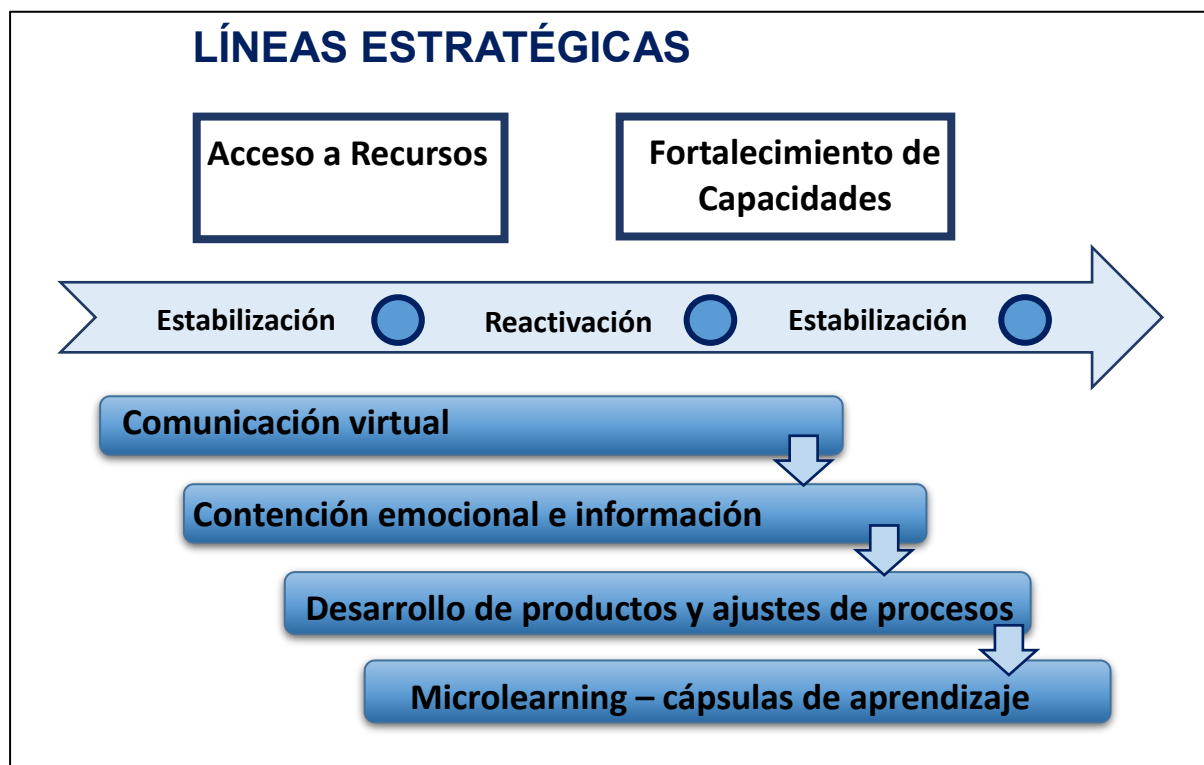 LÍNEAS ESTRATÉGICAS
Acceso a Recursos
Fortalecimiento de
Capacidades
Estabilización
Reactivación
Estabilización
Comunicación virtual
Contención emocional e información
Desarrollo de productos y ajustes de procesos
Microlearning – cápsulas de aprendizaje